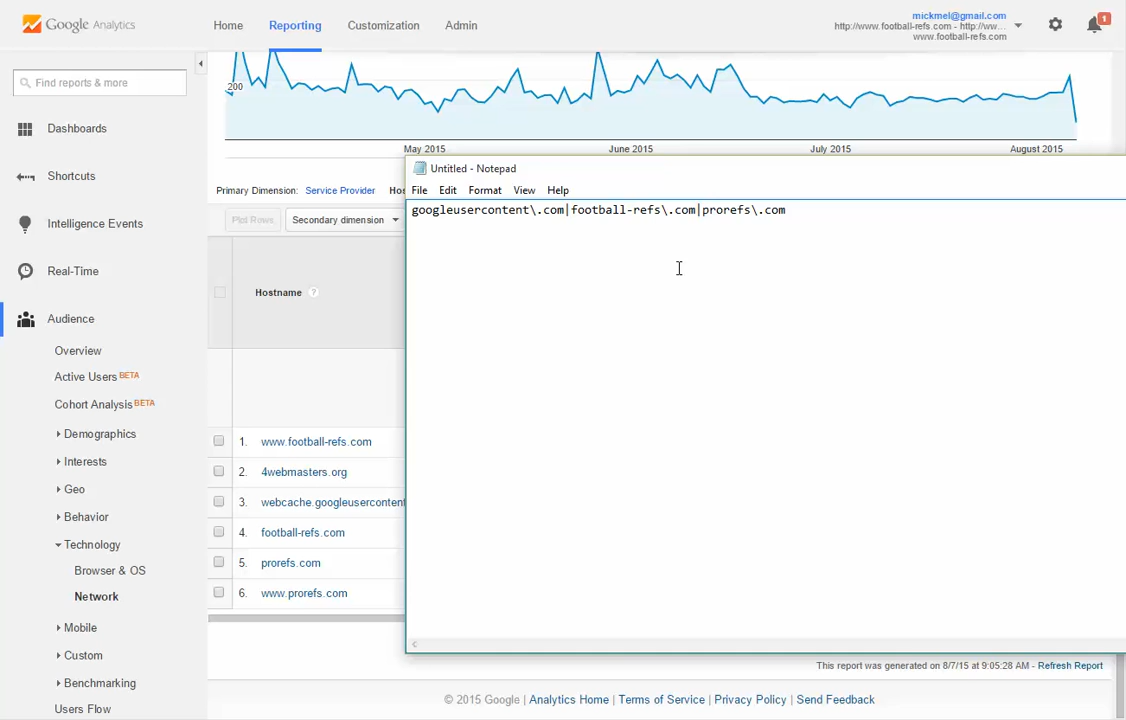 Google Analytics
Home
Reporting
Customization
Admin
mickmel@gmail.com
http://www.football-refs.com - http://ww...
www.football-refs.com
1
Find reports & more
Dashboards
Shortcuts
Intelligence Events
Real-Time
Audience
Overview
Active Users BETA
Cohort Analysis BETA
Demographics
Interests
Geo
Behavior
Technology
Browser & OS
Network
Mobile
Custom
Benchmarking
Users Flow
200
May 2015
June 2015
July 2015
August 2015
Primary Dimension: Service Provider
Plot Rows
Secondary dimension
Hostname ?
1. www.football-refs.com
2. 4webmasters.org
3. webcache.googleusercontent
4. football-refs.com
5. prorefs.com
6. www.prorefs.com
Untitled - Notepad
File Edit Format View Help
googleusercontent\.com|football-refs\.com|prorefs\.com
This report was generated on 8/7/15 at 9:05:28 AM - Refresh Report
© 2015 Google | Analytics Home | Terms of Service | Privacy Policy | Send Feedback